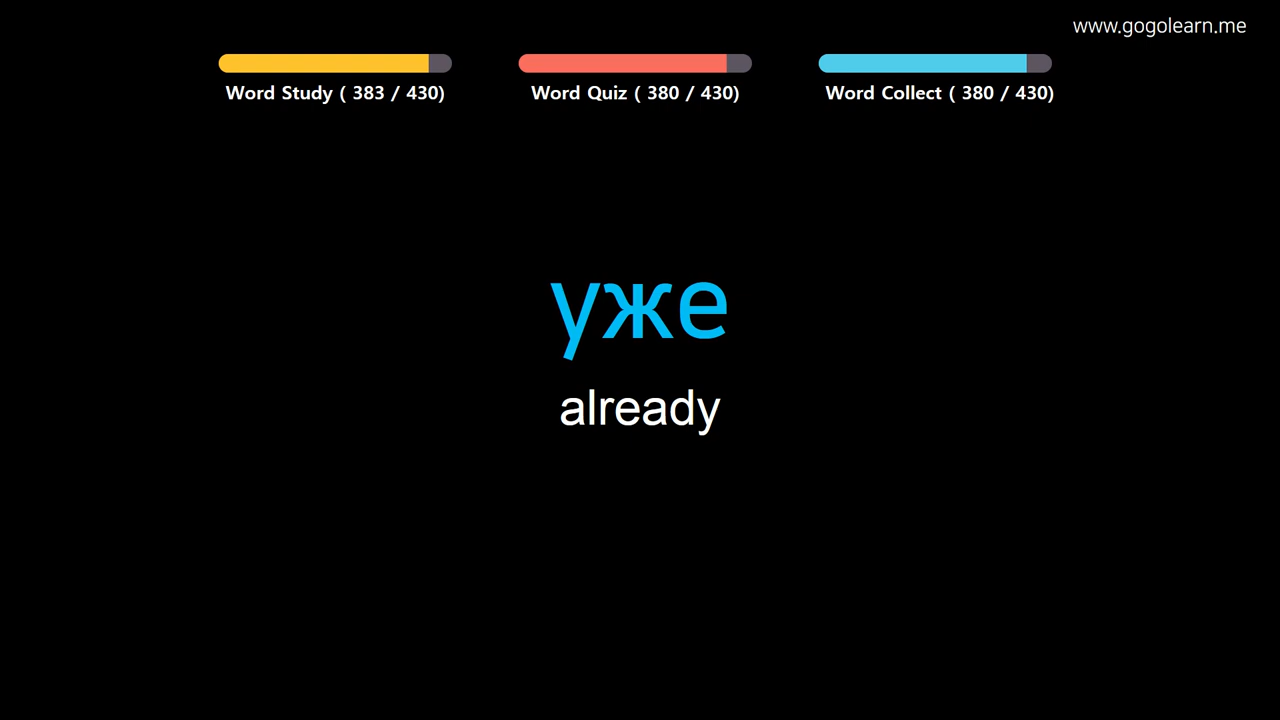 www.gogolearn.me
Word Study ( 383 / 430)
Word Quiz ( 380 / 430)
Word Collect ( 380 / 430)
уже
already